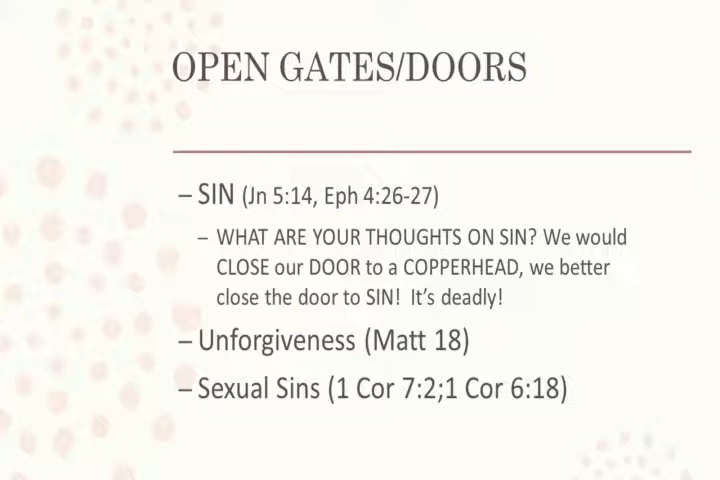 OPEN GATES/DOORS
– SIN (Jn 5:14, Eph 4:26-27)
– WHAT ARE YOUR THOUGHTS ON SIN? We would
CLOSE our DOOR to a COPPERHEAD, we better
close the door to SIN! It’s deadly!
– Unforgiveness (Matt 18)
– Sexual Sins (1 Cor 7:2;1 Cor 6:18)